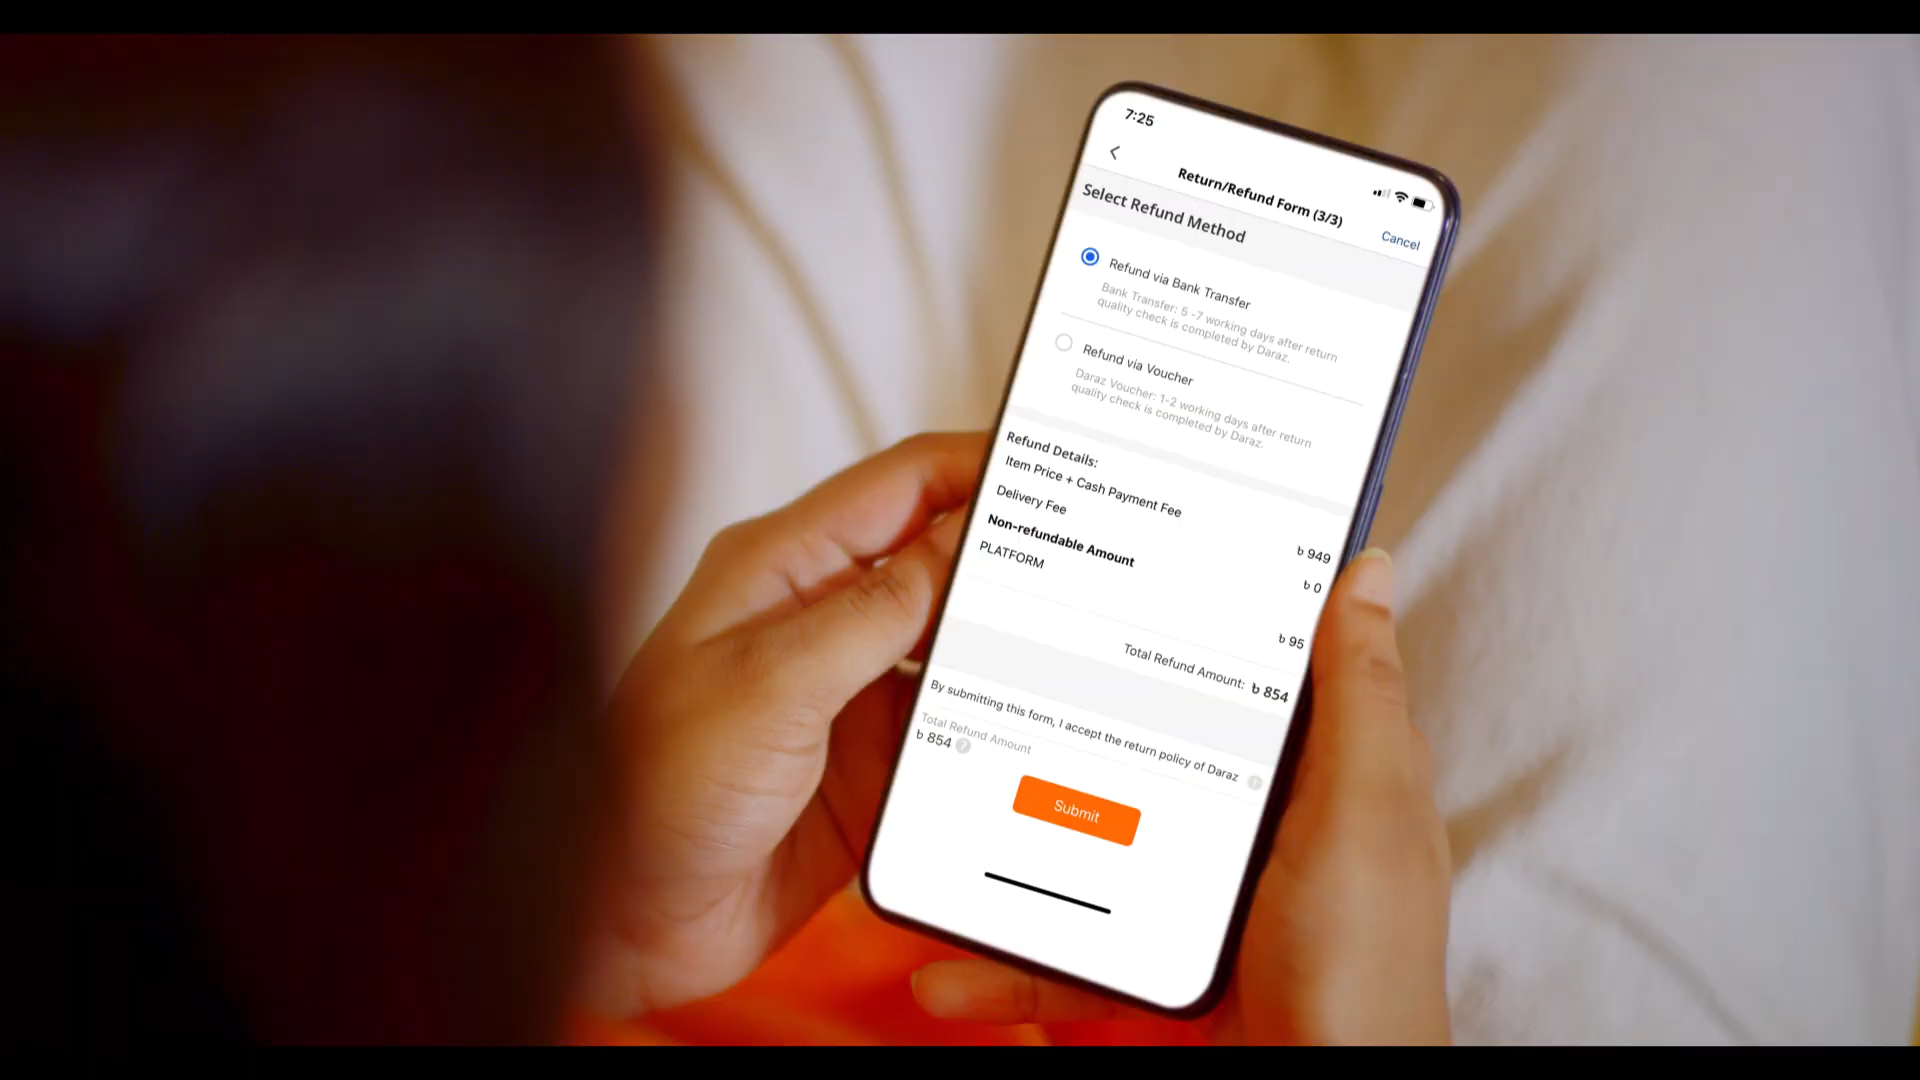 7:25
Return/Refund Form (3/3)
Cancel
Select Refund Method
Refund via Bank Transfer
Bank Transfer: 5 -7 working days after return
quality check is completed by Daraz.
Refund via Voucher
Daraz Voucher: 1-2 working days after return
quality check is completed by Daraz.
Refund Details:
Item Price + Cash Payment Fee
৳ 949
Delivery Fee
৳ 0
Non-refundable Amount
PLATFORM
৳ 95
Total Refund Amount: ৳ 854
By submitting this form, I accept the return policy of Daraz ?
Total Refund Amount
৳ 854 ?
Submit